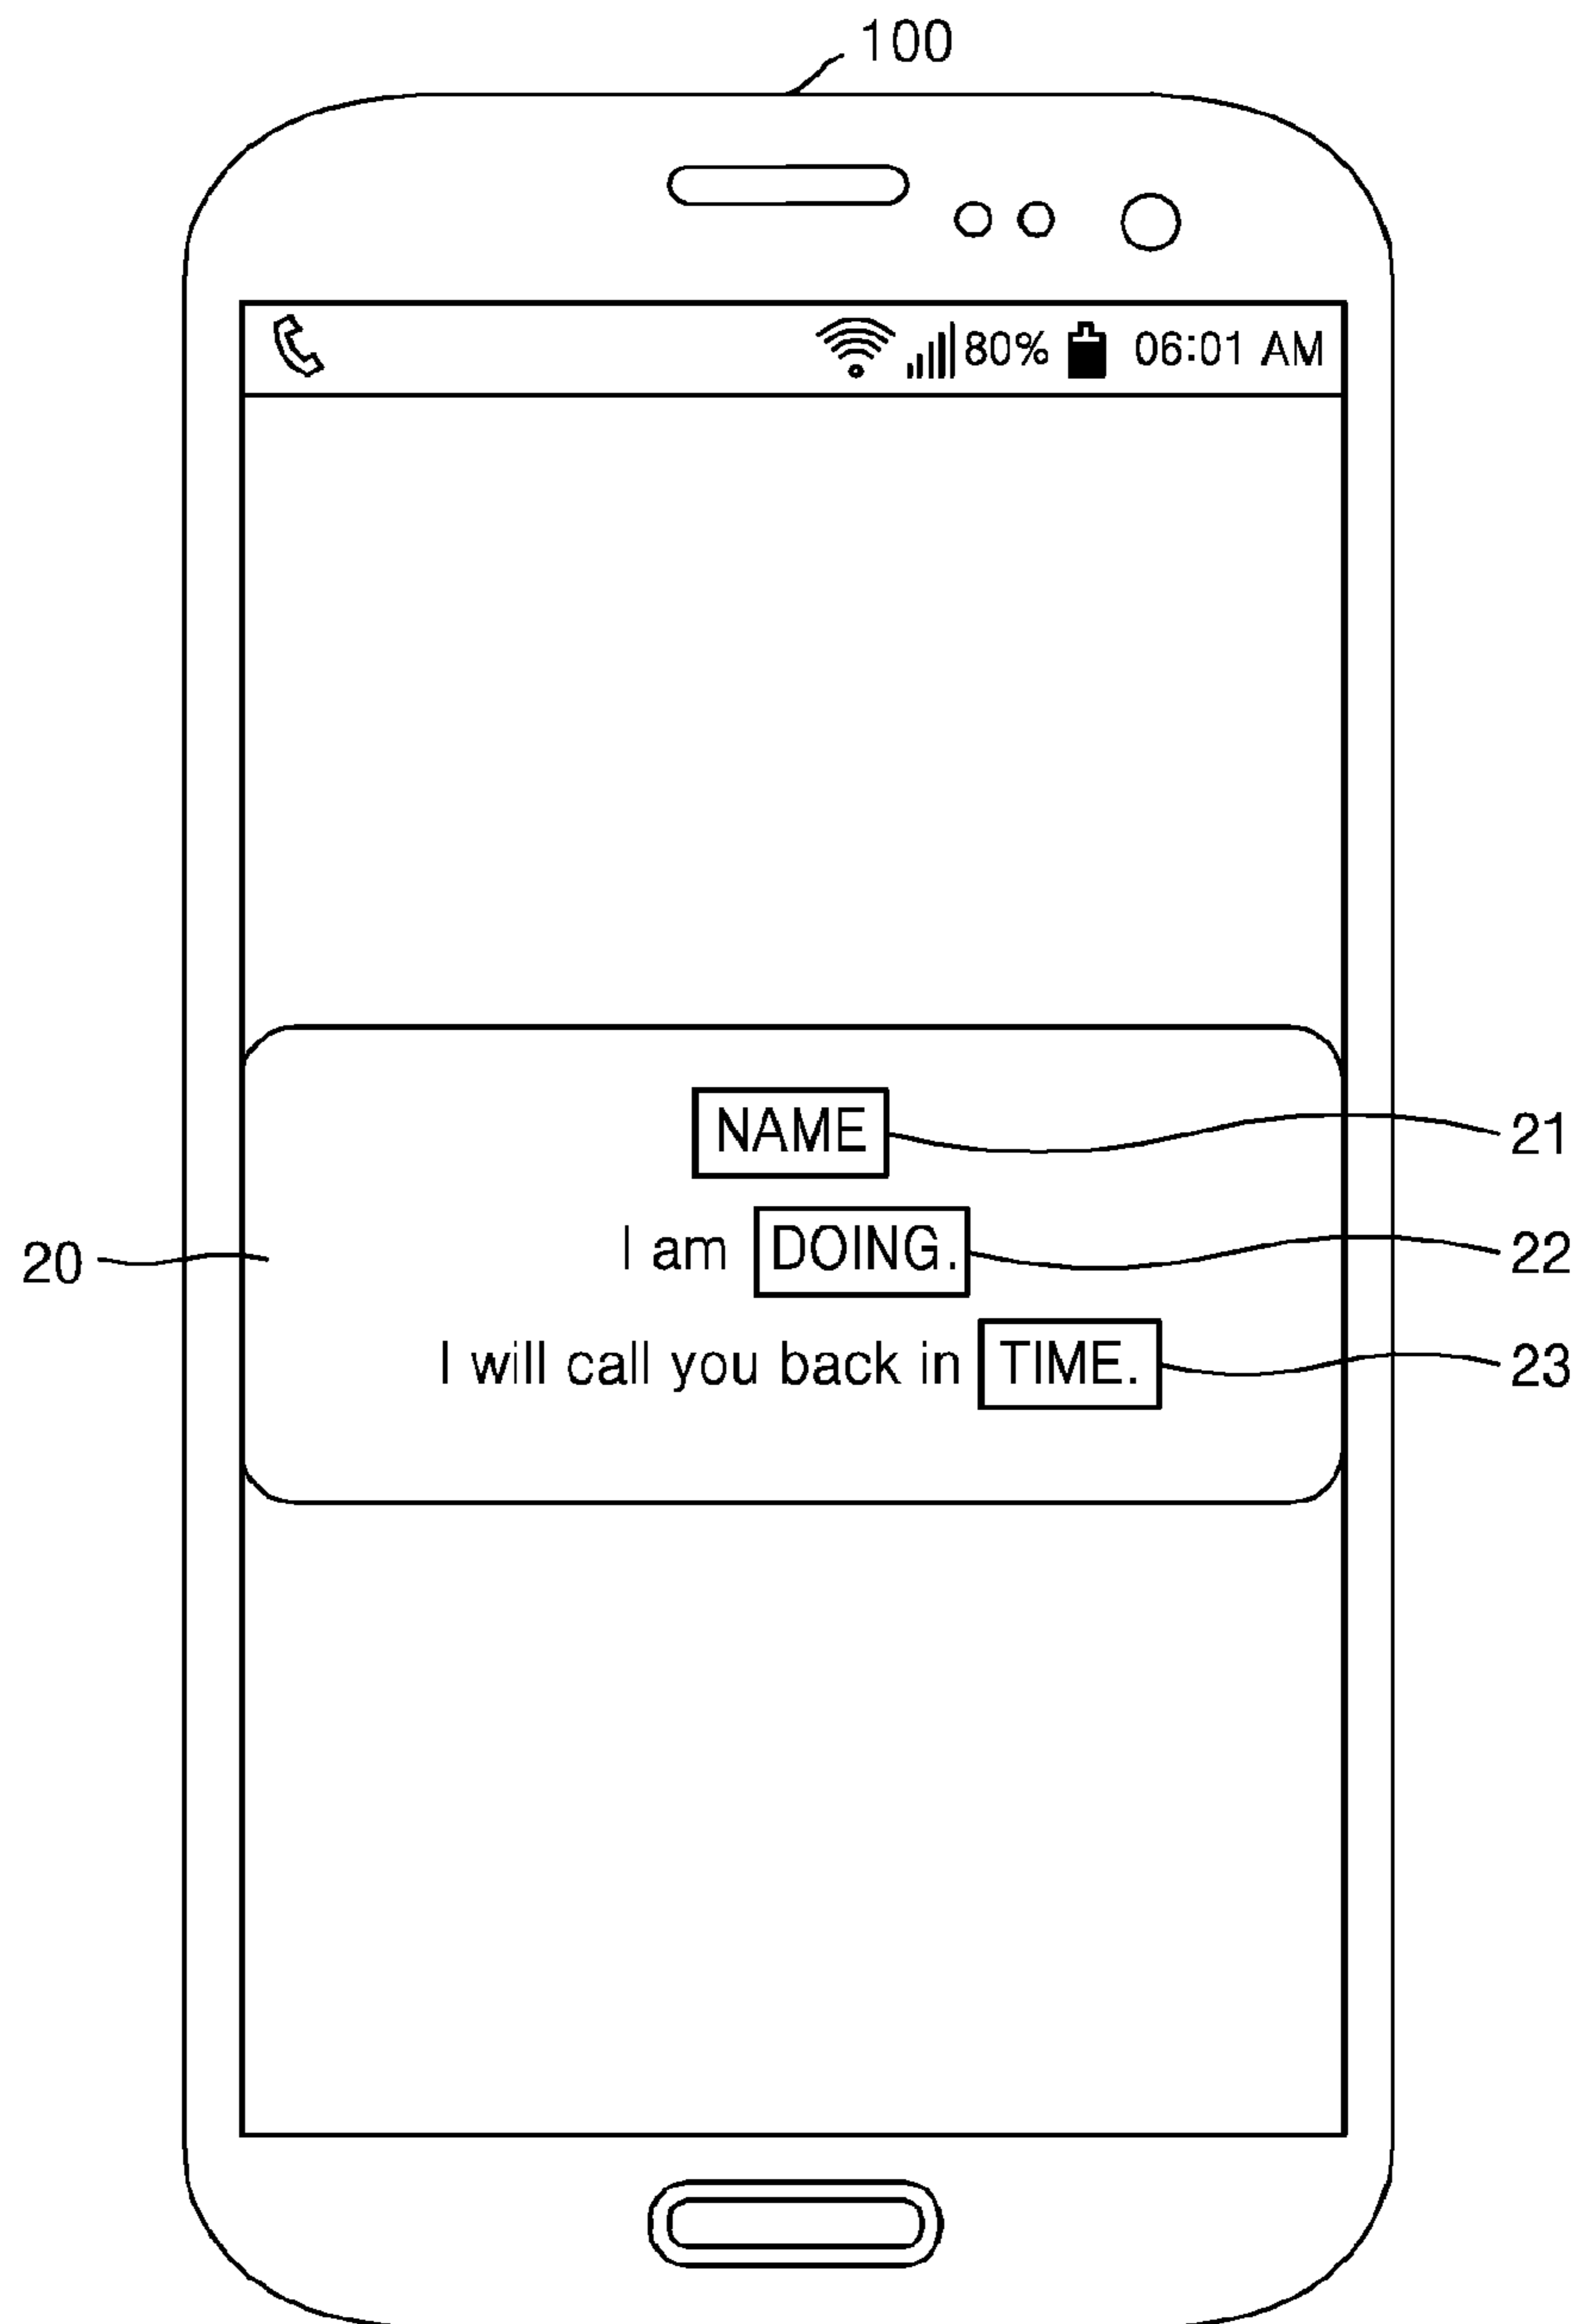 100
80% 06:01 AM
NAME
21
I am DOING.
22
20
I will call you back in TIME.
23